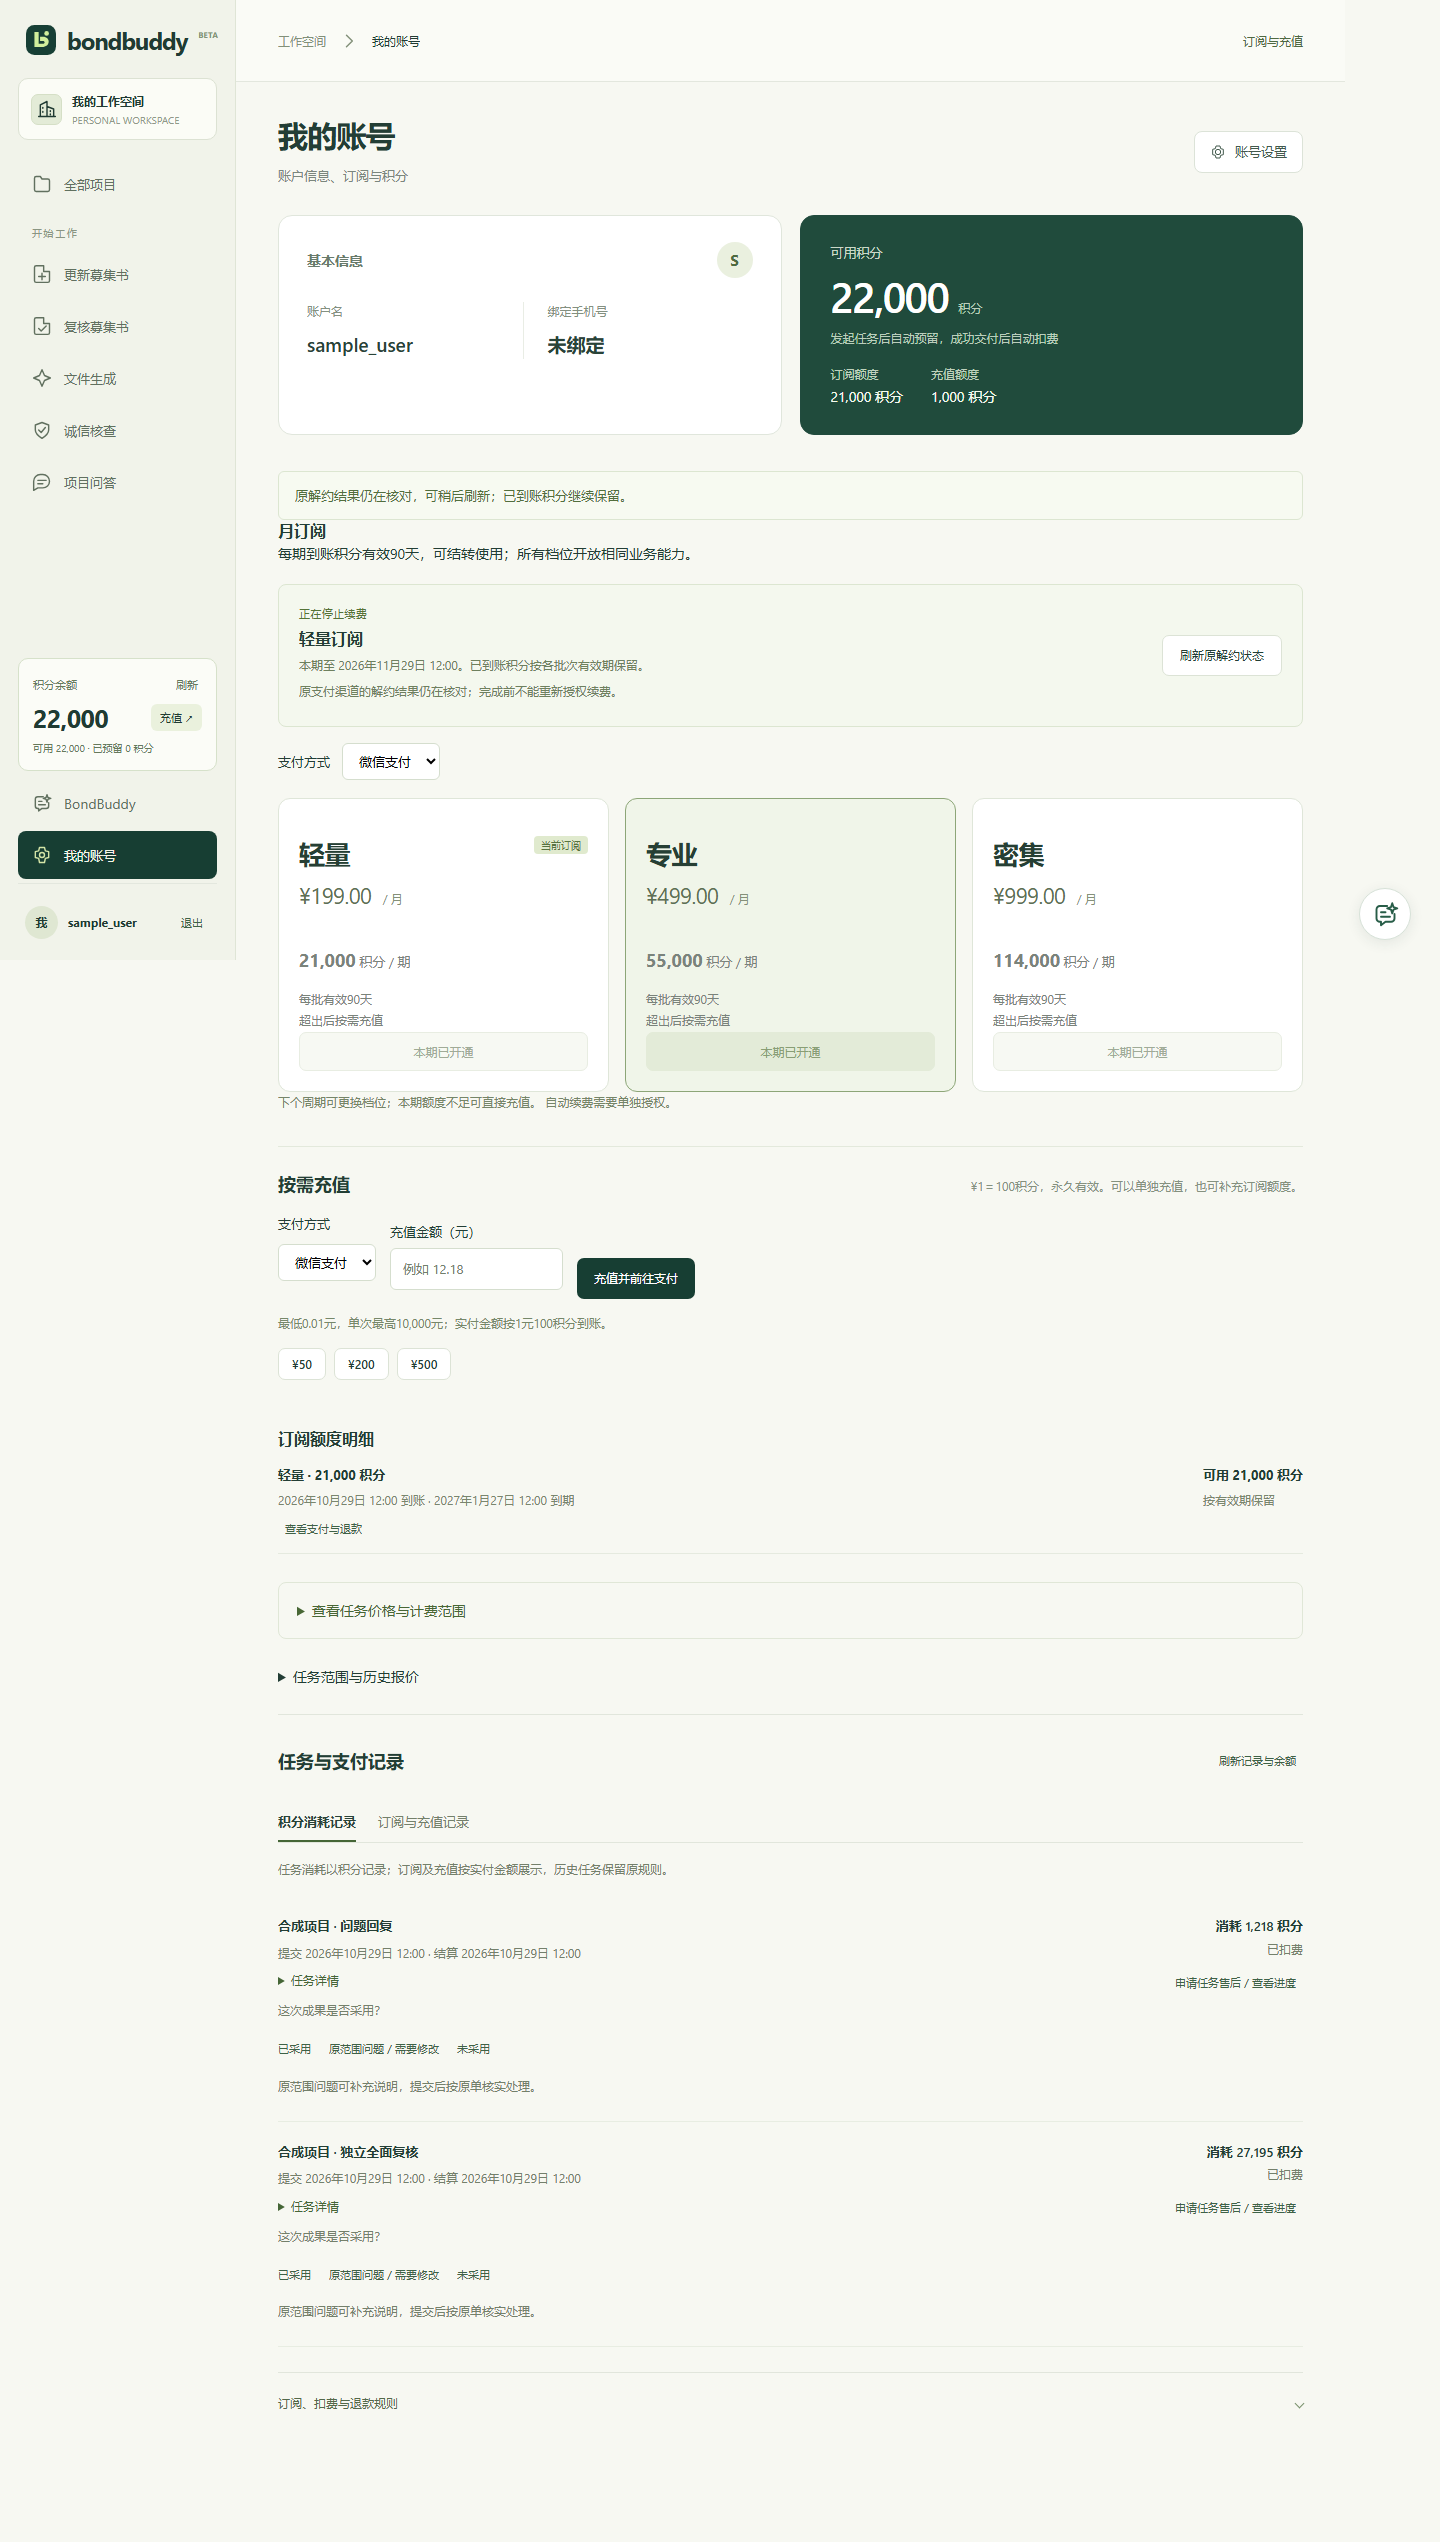 bondbuddy BETA
我的工作空间
PERSONAL WORKSPACE
全部项目
开始工作
更新募集书
复核募集书
文件生成
诚信核查
项目问答
积分余额 刷新
22,000 充值 ↗
可用 22,000 · 已预留 0 积分
BondBuddy
我的账号
我 sample_user 退出
工作空间 > 我的账号 订阅与充值
我的账号
账户信息、订阅与积分
账号设置
基本信息 S
账户名 绑定手机号
sample_user 未绑定
可用积分
22,000 积分
发起任务后自动预留，成功交付后自动扣费
订阅额度 充值额度
21,000 积分 1,000 积分
原解约结果仍在核对，可稍后刷新；已到账积分继续保留。
月订阅
每期到账积分有效90天，可结转使用；所有档位开放相同业务能力。
正在停止续费
轻量订阅
本期至 2026年11月29日 12:00。已到账积分按各批次有效期保留。
原支付渠道的解约结果仍在核对；完成前不能重新授权续费。
刷新原解约状态
支付方式 微信支付
轻量 当前订阅
¥199.00 / 月
21,000 积分 / 期
每批有效90天
超出后按需充值
本期已开通
专业
¥499.00 / 月
55,000 积分 / 期
每批有效90天
超出后按需充值
本期已开通
密集
¥999.00 / 月
114,000 积分 / 期
每批有效90天
超出后按需充值
本期已开通
下个周期可更换档位；本期额度不足可直接充值。 自动续费需要单独授权。
按需充值 ¥1 = 100积分，永久有效。可以单独充值，也可补充订阅额度。
支付方式 充值金额（元）
微信支付 例如 12.18 充值并前往支付
最低0.01元，单次最高10,000元；实付金额按1元100积分到账。
¥50 ¥200 ¥500
订阅额度明细
轻量 · 21,000 积分 可用 21,000 积分
2026年10月29日 12:00 到账 · 2027年1月27日 12:00 到期 按有效期保留
查看支付与退款
查看任务价格与计费范围
任务范围与历史报价
任务与支付记录 刷新记录与余额
积分消耗记录 订阅与充值记录
任务消耗以积分记录；订阅及充值按实付金额展示，历史任务保留原规则。
合成项目 · 问题回复 消耗 1,218 积分
提交 2026年10月29日 12:00 · 结算 2026年10月29日 12:00 已扣费
任务详情 申请任务售后 / 查看进度
这次成果是否采用？
已采用 原范围问题 / 需要修改 未采用
原范围问题可补充说明，提交后按原单核实处理。
合成项目 · 独立全面复核 消耗 27,195 积分
提交 2026年10月29日 12:00 · 结算 2026年10月29日 12:00 已扣费
任务详情 申请任务售后 / 查看进度
这次成果是否采用？
已采用 原范围问题 / 需要修改 未采用
原范围问题可补充说明，提交后按原单核实处理。
订阅、扣费与退款规则